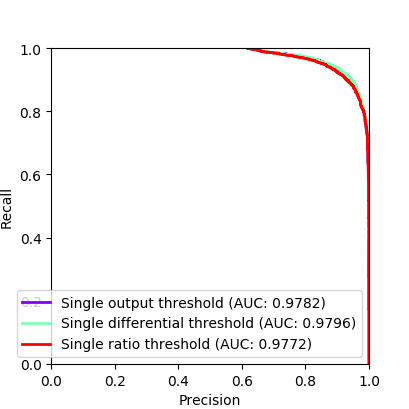 1.0
0.8
0.6
0.4
0.2
0.0
Recall
Single output threshold (AUC: 0.9782)
Single differential threshold (AUC: 0.9796)
Single ratio threshold (AUC: 0.9772)
0.0 0.2 0.4 0.6 0.8 1.0
Precision